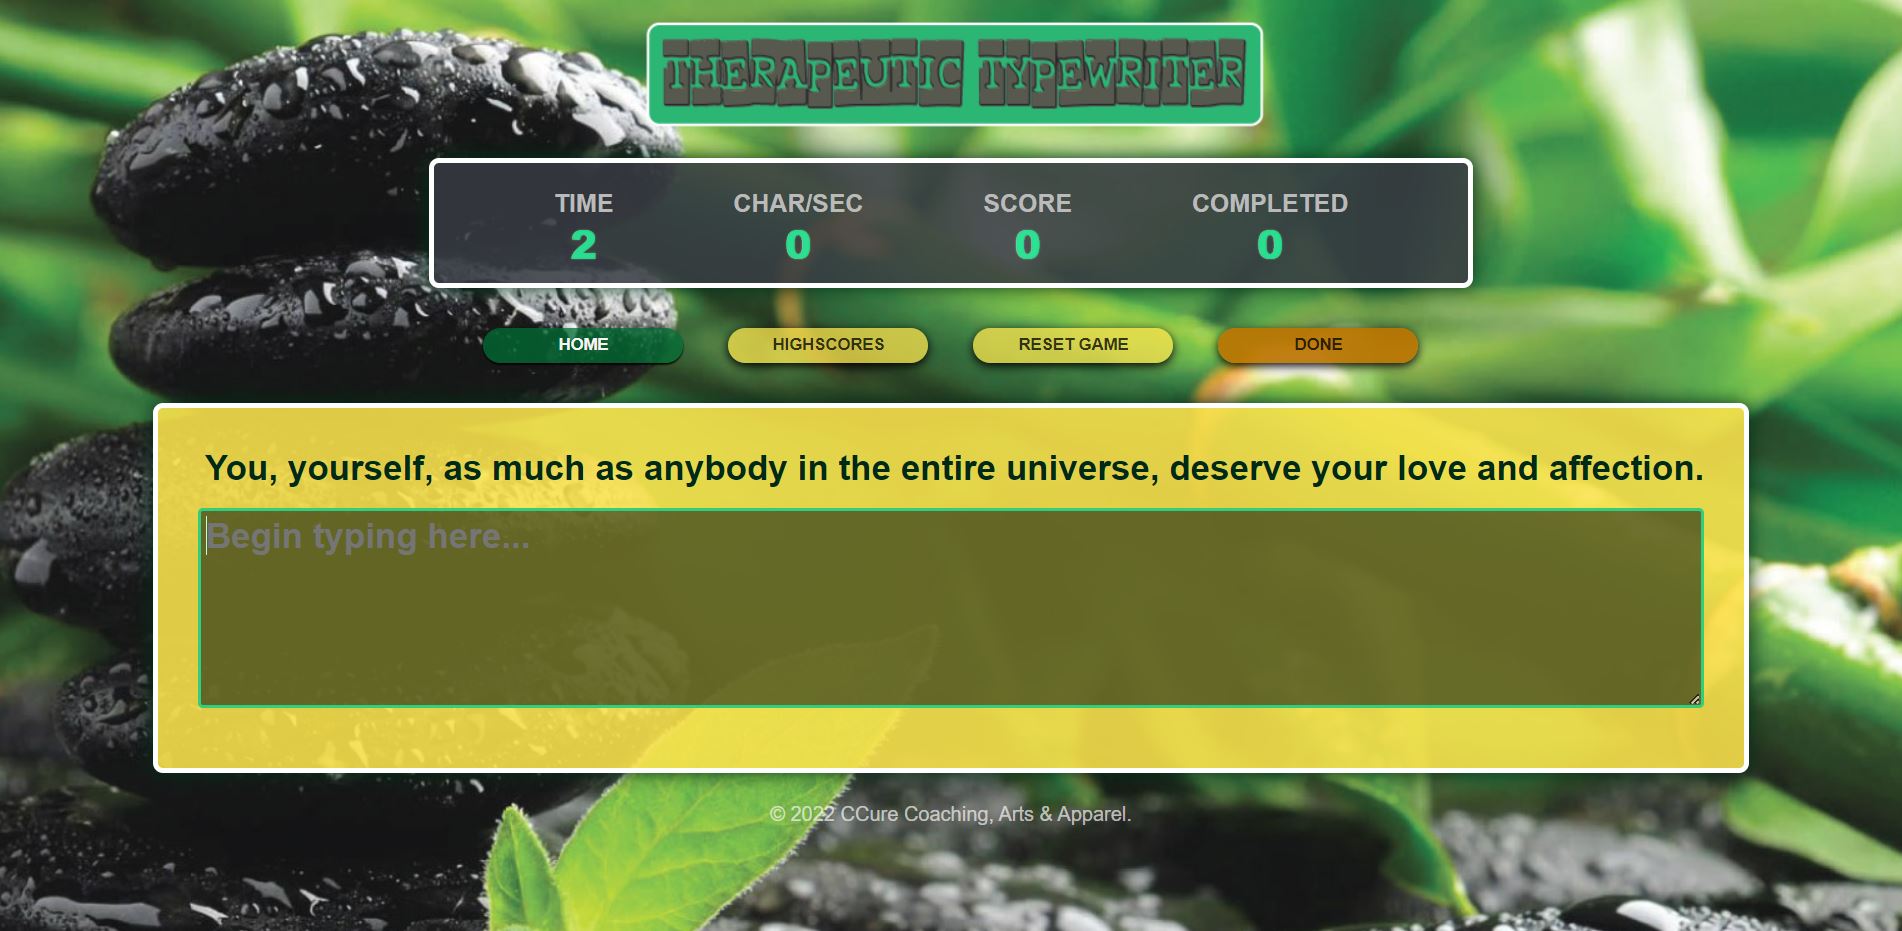 THERAPEUTIC TYPEWRITER
TIME CHAR/SEC SCORE COMPLETED
2 0 0 0
HOME HIGHSCORES RESET GAME DONE
You, yourself, as much as anybody in the entire universe, deserve your love and affection.
Begin typing here...
© 2022 CCure Coaching, Arts & Apparel.